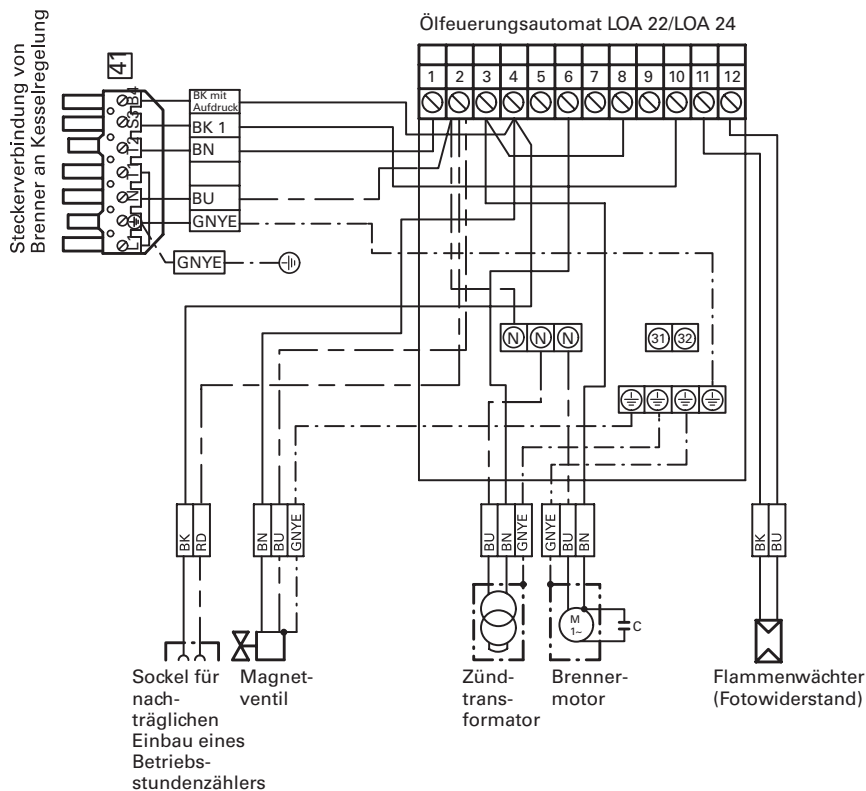 Ölfeuerungsautomat LOA 22/LOA 24
1 2 3 4 5 6 7 8 9 10 11 12
Steckerverbindung von
Brenner an Kesselregelung
41
B4
S3
T2
T1
N
L1
BK mit
Aufdruck
BK 1
BN
BU
GNYE
GNYE
N N N
31 32
BK
RD
BN
BU
GNYE
BU
BN
GNYE
GNYE
BU
BN
BK
BU
M
1~
C
Sockel für
nach-
träglichen
Einbau eines
Betriebs-
stundenzählers
Magnet-
ventil
Zünd-
trans-
formator
Brenner-
motor
Flammenwächter
(Fotowiderstand)